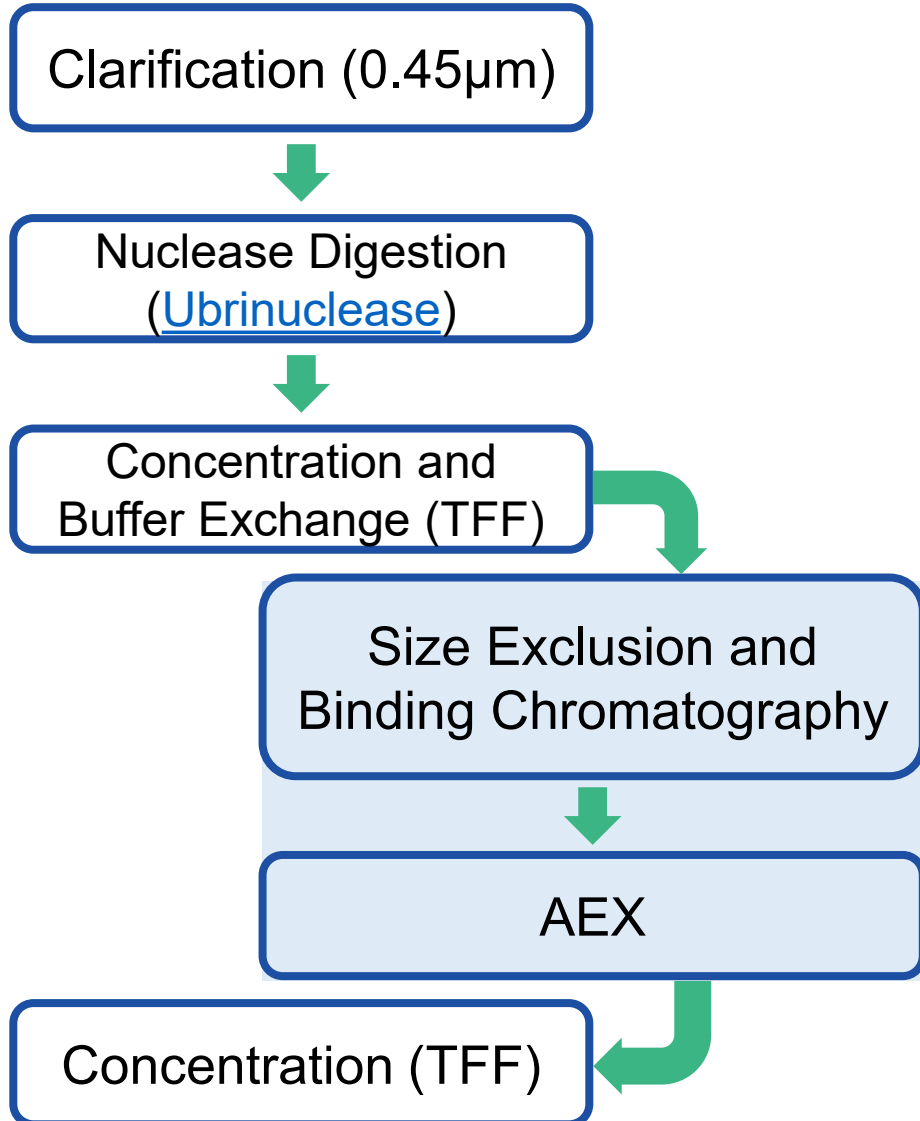 Clarification (0.45µm)
Nuclease Digestion
(Ubrinuclease)
Concentration and
Buffer Exchange (TFF)
Size Exclusion and
Binding Chromatography
AEX
Concentration (TFF)